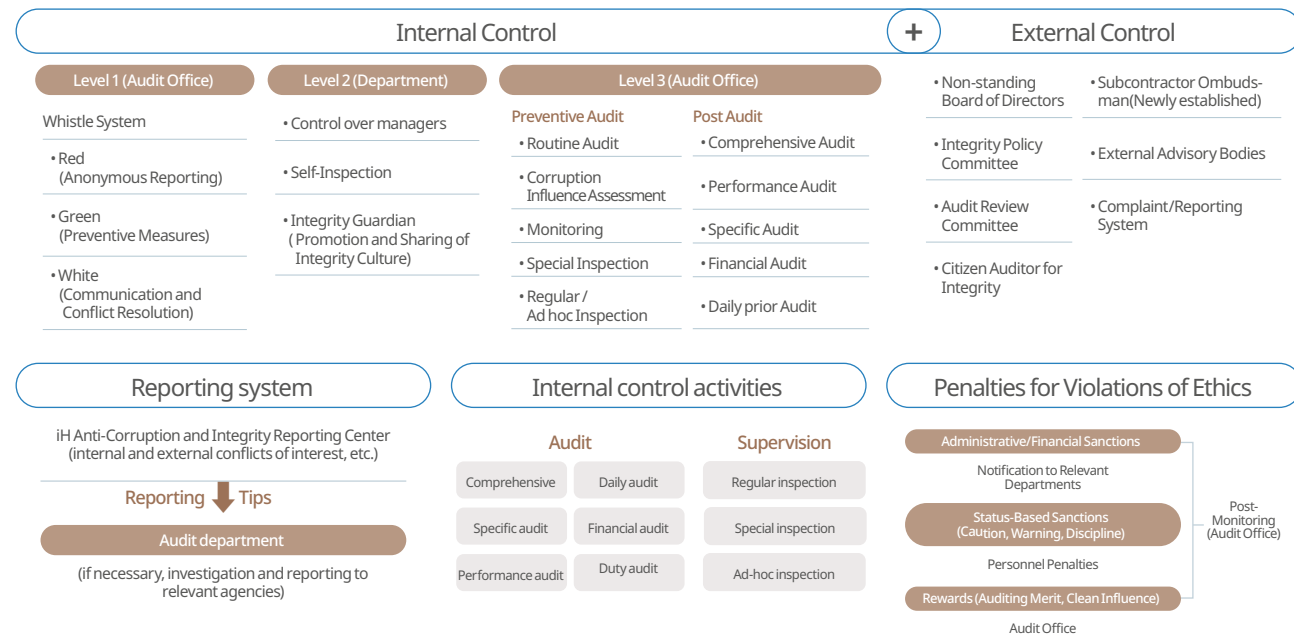 Internal Control
+
External Control
Level 1 (Audit Office)
Whistle System
• Red
(Anonymous Reporting)
• Green
(Preventive Measures)
• White
(Communication and
Conflict Resolution)
Level 2 (Department)
• Control over managers
• Self-Inspection
• Integrity Guardian
( Promotion and Sharing of
Integrity Culture)
Level 3 (Audit Office)
Preventive Audit
• Routine Audit
• Corruption
Influence Assessment
• Monitoring
• Special Inspection
• Regular /
Ad hoc Inspection
Post Audit
• Comprehensive Audit
• Performance Audit
• Specific Audit
• Financial Audit
• Daily prior Audit
• Non-standing
Board of Directors
• Integrity Policy
Committee
• Audit Review
Committee
• Citizen Auditor for
Integrity
• Subcontractor Ombuds-
man(Newly established)
• External Advisory Bodies
• Complaint/Reporting
System
Reporting system
iH Anti-Corruption and Integrity Reporting Center
(internal and external conflicts of interest, etc.)
Reporting Tips
Audit department
(if necessary, investigation and reporting to
relevant agencies)
Internal control activities
Audit
Comprehensive
Daily audit
Specific audit
Financial audit
Performance audit
Duty audit
Supervision
Regular inspection
Special inspection
Ad-hoc inspection
Penalties for Violations of Ethics
Administrative/Financial Sanctions
Notification to Relevant
Departments
Status-Based Sanctions
(Caution, Warning, Discipline)
Personnel Penalties
Rewards (Auditing Merit, Clean Influence)
Audit Office
Post-
Monitoring
(Audit Office)